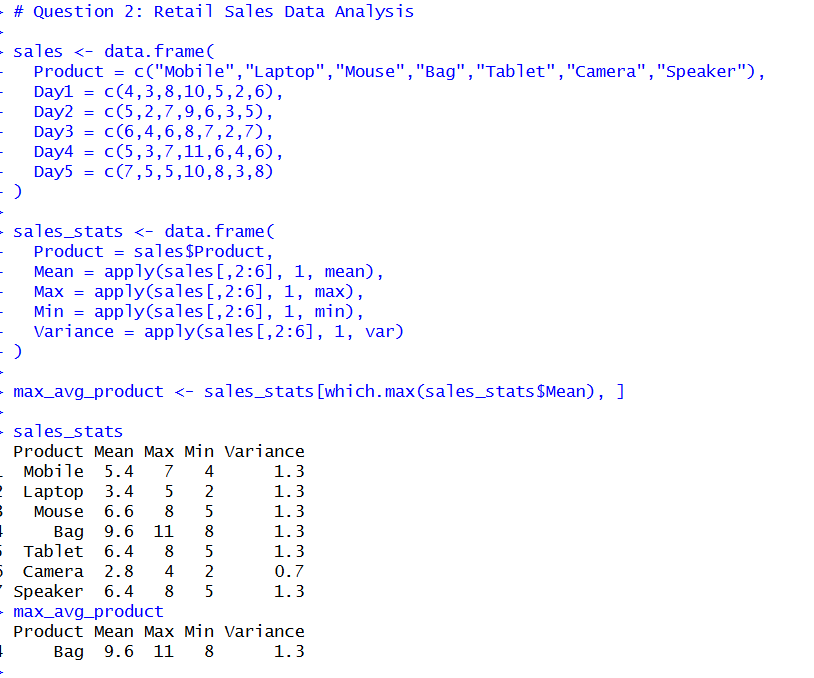 > # Question 2: Retail Sales Data Analysis
>
> sales <- data.frame(
+   Product = c("Mobile","Laptop","Mouse","Bag","Tablet","Camera","Speaker"),
+   Day1 = c(4,3,8,10,5,2,6),
+   Day2 = c(5,2,7,9,6,3,5),
+   Day3 = c(6,4,6,8,7,2,7),
+   Day4 = c(5,3,7,11,6,4,6),
+   Day5 = c(7,5,5,10,8,3,8)
+ )
>
> sales_stats <- data.frame(
+   Product = sales$Product,
+   Mean = apply(sales[,2:6], 1, mean),
+   Max = apply(sales[,2:6], 1, max),
+   Min = apply(sales[,2:6], 1, min),
+   Variance = apply(sales[,2:6], 1, var)
+ )
>
> max_avg_product <- sales_stats[which.max(sales_stats$Mean), ]
>
> sales_stats
  Product Mean Max Min Variance
1  Mobile  5.4   7   4      1.3
2  Laptop  3.4   5   2      1.3
3   Mouse  6.6   8   5      1.3
4     Bag  9.6  11   8      1.3
5  Tablet  6.4   8   5      1.3
6  Camera  2.8   4   2      0.7
7 Speaker  6.4   8   5      1.3
> max_avg_product
  Product Mean Max Min Variance
4     Bag  9.6  11   8      1.3
>